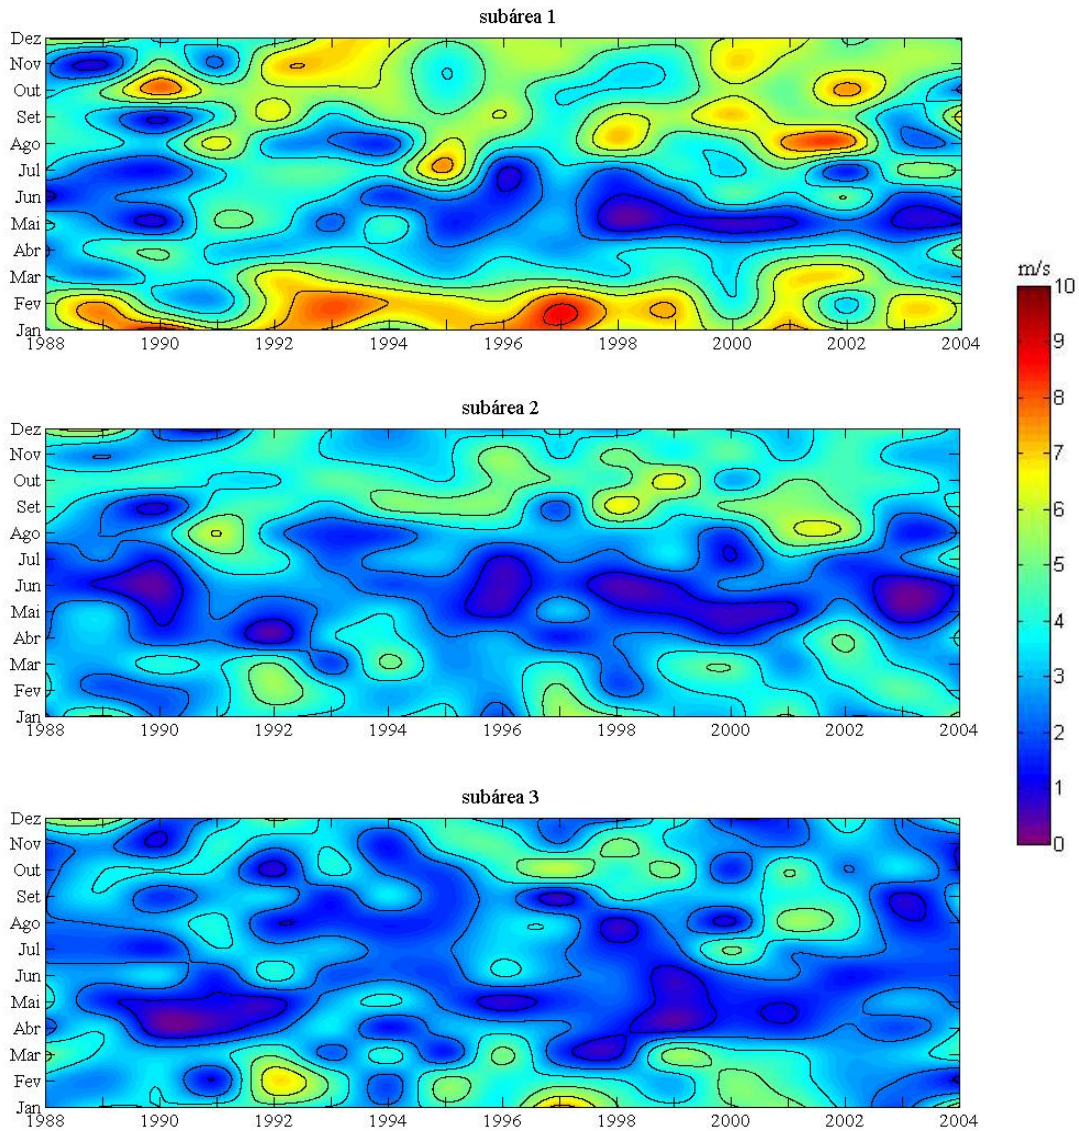 subárea 1
Dez
Nov
Out
Set
Ago
Jul
Jun
Mai
Abr
Mar
Fev
Jan
1988 1990 1992 1994 1996 1998 2000 2002 2004
subárea 2
Dez
Nov
Out
Set
Ago
Jul
Jun
Mai
Abr
Mar
Fev
Jan
1988 1990 1992 1994 1996 1998 2000 2002 2004
subárea 3
Dez
Nov
Out
Set
Ago
Jul
Jun
Mai
Abr
Mar
Fev
Jan
1988 1990 1992 1994 1996 1998 2000 2002 2004
m/s
10
9
8
7
6
5
4
3
2
1
0